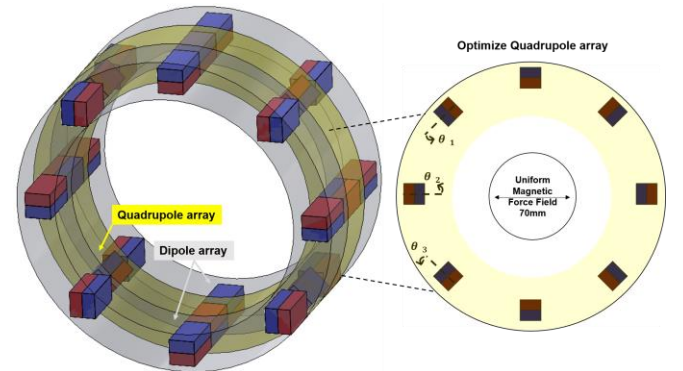 Optimize Quadrupole array
θ 1
θ 2
Uniform
Magnetic
Force Field
70mm
θ 3
Quadrupole array
Dipole array